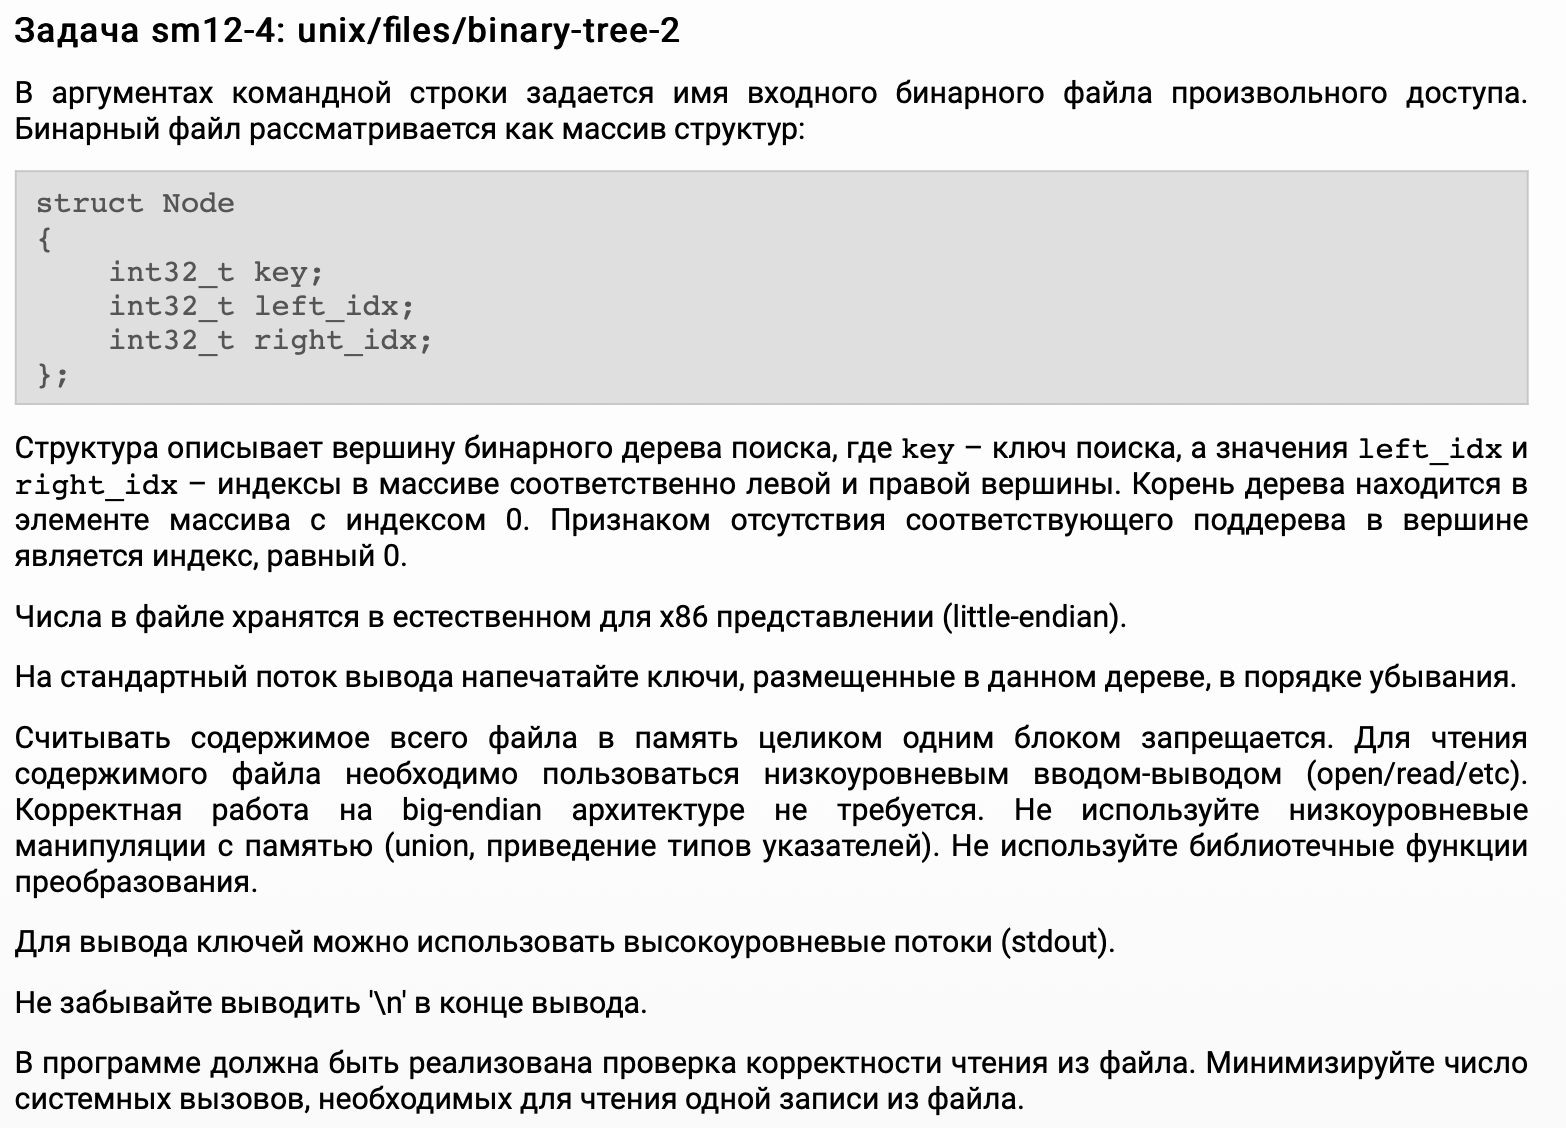 Задача sm12-4: unix/files/binary-tree-2
В аргументах командной строки задается имя входного бинарного файла произвольного доступа.
Бинарный файл рассматривается как массив структур:
struct Node
{
    int32_t key;
    int32_t left_idx;
    int32_t right_idx;
};
Структура описывает вершину бинарного дерева поиска, где key – ключ поиска, а значения left_idx и
right_idx – индексы в массиве соответственно левой и правой вершины. Корень дерева находится в
элементе массива с индексом 0. Признаком отсутствия соответствующего поддерева в вершине
является индекс, равный 0.
Числа в файле хранятся в естественном для x86 представлении (little-endian).
На стандартный поток вывода напечатайте ключи, размещенные в данном дереве, в порядке убывания.
Считывать содержимое всего файла в память целиком одним блоком запрещается. Для чтения
содержимого файла необходимо пользоваться низкоуровневым вводом-выводом (open/read/etc).
Корректная работа на big-endian архитектуре не требуется. Не используйте низкоуровневые
манипуляции с памятью (union, приведение типов указателей). Не используйте библиотечные функции
преобразования.
Для вывода ключей можно использовать высокоуровневые потоки (stdout).
Не забывайте выводить '\n' в конце вывода.
В программе должна быть реализована проверка корректности чтения из файла. Минимизируйте число
системных вызовов, необходимых для чтения одной записи из файла.